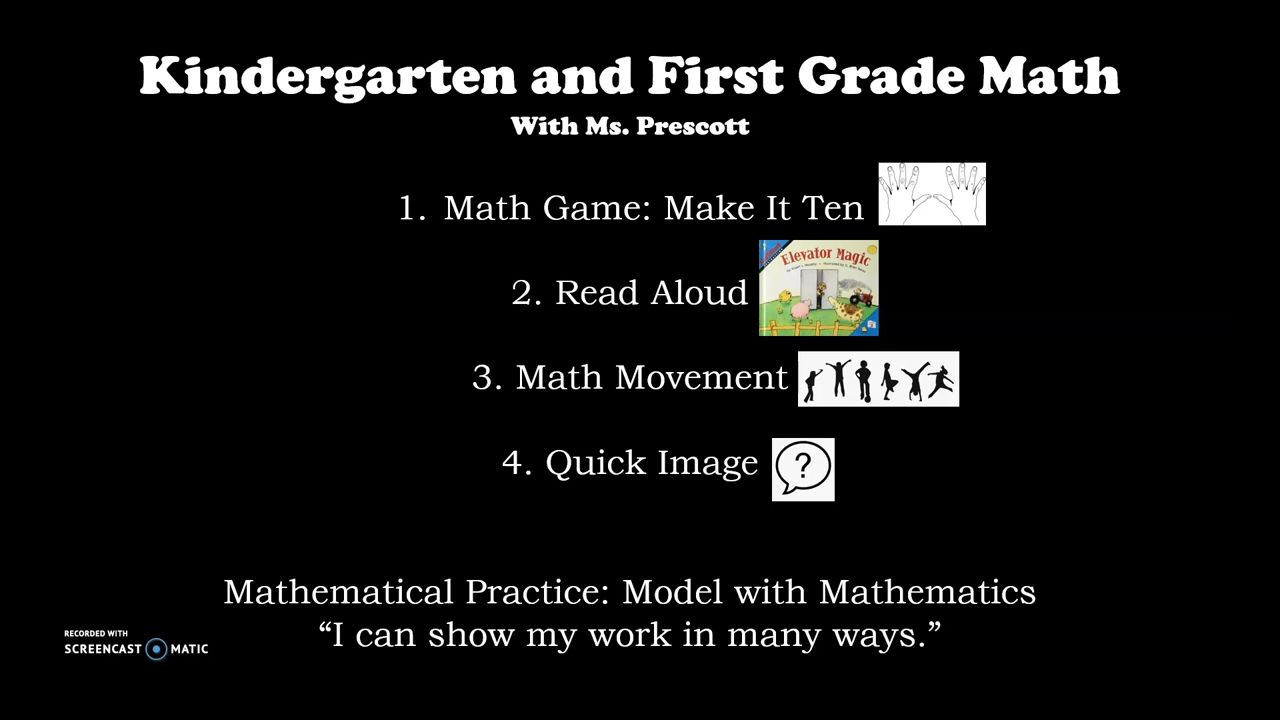 Kindergarten and First Grade Math
With Ms. Prescott
1. Math Game: Make It Ten
Elevator Magic
2. Read Aloud
3. Math Movement
4. Quick Image
?
Mathematical Practice: Model with Mathematics
“I can show my work in many ways.”
RECORDED WITH
SCREENCAST MATIC